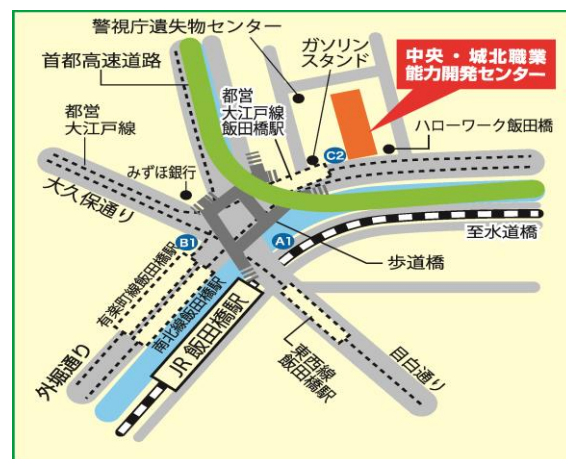 警視庁遺失物センター
首都高速道路
ガソリン
スタンド
中央・城北職業
能力開発センター
都営
大江戸線
飯田橋駅
都営
大江戸線
ハローワーク飯田橋
C2
みずほ銀行
大久保通り
B1
A1
至水道橋
歩道橋
有楽町線飯田橋駅
南北線飯田橋駅
JR 飯田橋駅
東西線
飯田橋駅
外堀通り
目白通り